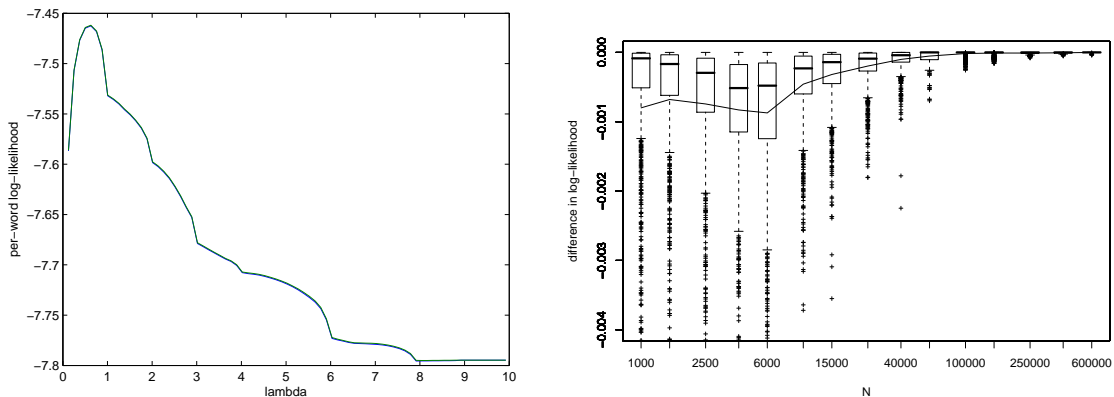 −7.45
−7.5
−7.55
−7.6
−7.65
−7.7
−7.75
−7.8
per−word log−likelihood
0 1 2 3 4 5 6 7 8 9 10
lambda
0.000
-0.001
-0.002
-0.003
-0.004
difference in log−likelihood
1000 2500 6000 15000 40000 100000 250000 600000
N